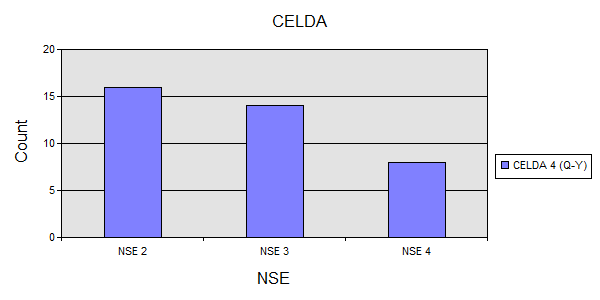 CELDA
20
15
10
5
0
Count
NSE 2
NSE 3
NSE 4
NSE
CELDA 4 (Q-Y)